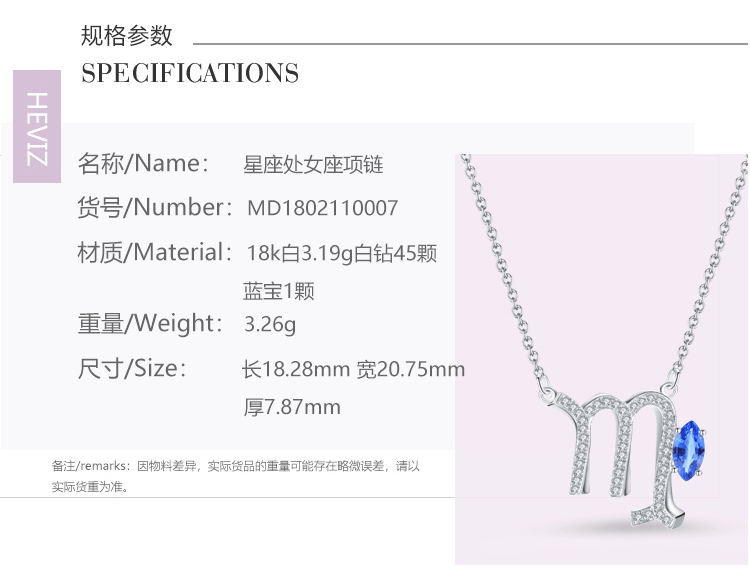 规格参数
SPECIFICATIONS
HEVIZ
名称/Name: 星座处女座项链
货号/Number: MD1802110007
材质/Material: 18k白3.19g白钻45颗
蓝宝1颗
重量/Weight: 3.26g
尺寸/Size: 长18.28mm 宽20.75mm
厚7.87mm
备注/remarks: 因物料差异，实际货品的重量可能存在略微误差，请以
实际货重为准。